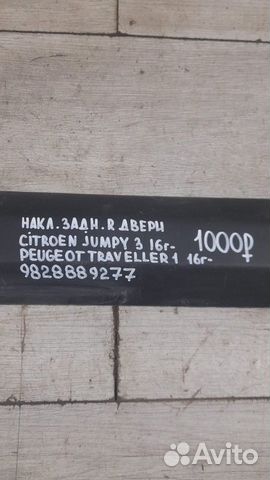 НАКЛ. ЗАДН. R ДВЕРИ
CITROEN JUMPY 3 16г- 1000₽
PEUGEOT TRAVELLER 1 16г-
9828889277
Avito